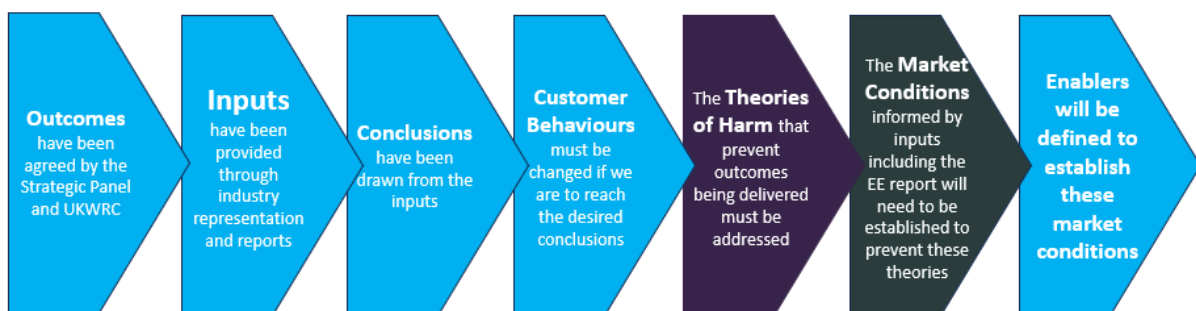 Outcomes
have been
agreed by the
Strategic Panel
and UKWRC
Inputs
have been
provided
through
industry
representation
and reports
Conclusions
have been
drawn from the
inputs
Customer
Behaviours
must be
changed if we
are to reach
the desired
conclusions
The Theories
of Harm that
prevent
outcomes
being delivered
must be
addressed
The Market
Conditions
informed by
inputs
including the
EE report will
need to be
established to
prevent these
theories
Enablers
will be
defined to
establish
these
market
conditions